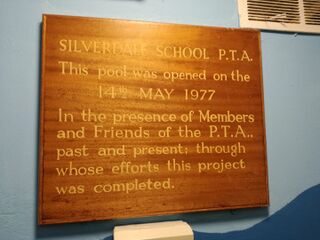 SILVERDALE SCHOOL P.T.A.
This pool was opened on the
14th MAY 1977
In the presence of Members
and Friends of the P.T.A..
past and present; through
whose efforts this project
was completed.